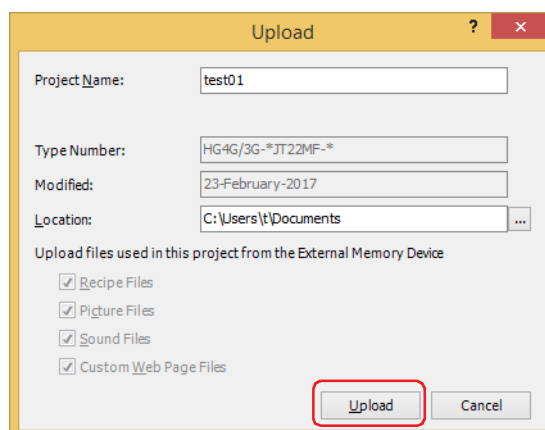 Upload
? ×
Project Name: test01
Type Number: HG4G/3G-*JT22MF-*
Modified: 23-February-2017
Location: C:\Users\t\Documents ...
Upload files used in this project from the External Memory Device
Recipe Files
Picture Files
Sound Files
Custom Web Page Files
Upload Cancel